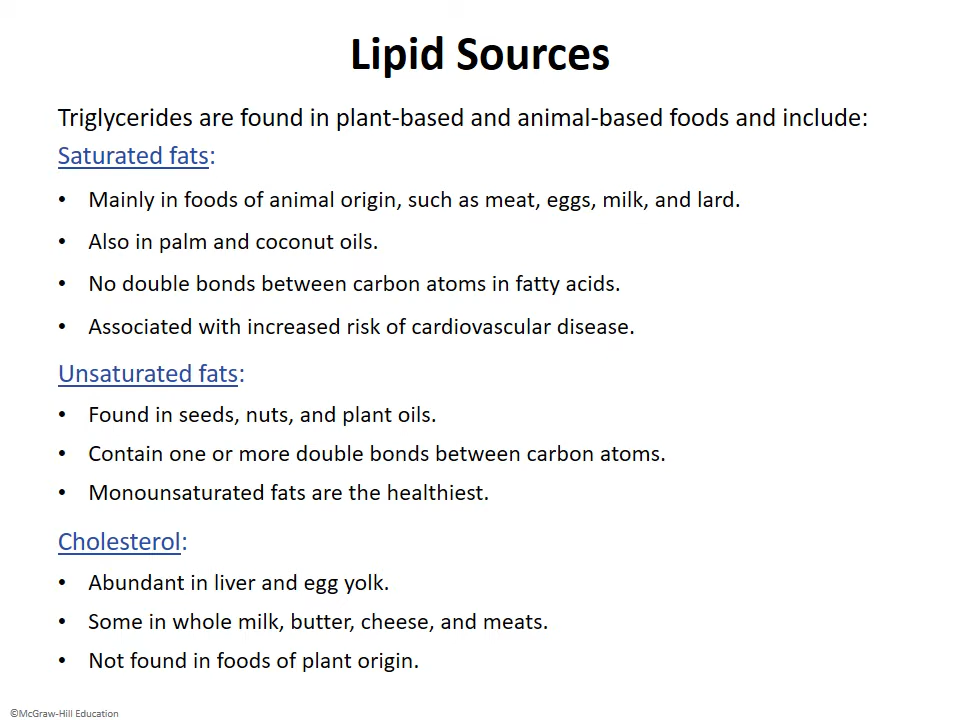 Lipid Sources
Triglycerides are found in plant-based and animal-based foods and include:
Saturated fats:
• Mainly in foods of animal origin, such as meat, eggs, milk, and lard.
• Also in palm and coconut oils.
• No double bonds between carbon atoms in fatty acids.
• Associated with increased risk of cardiovascular disease.
Unsaturated fats:
• Found in seeds, nuts, and plant oils.
• Contain one or more double bonds between carbon atoms.
• Monounsaturated fats are the healthiest.
Cholesterol:
• Abundant in liver and egg yolk.
• Some in whole milk, butter, cheese, and meats.
• Not found in foods of plant origin.
©McGraw-Hill Education